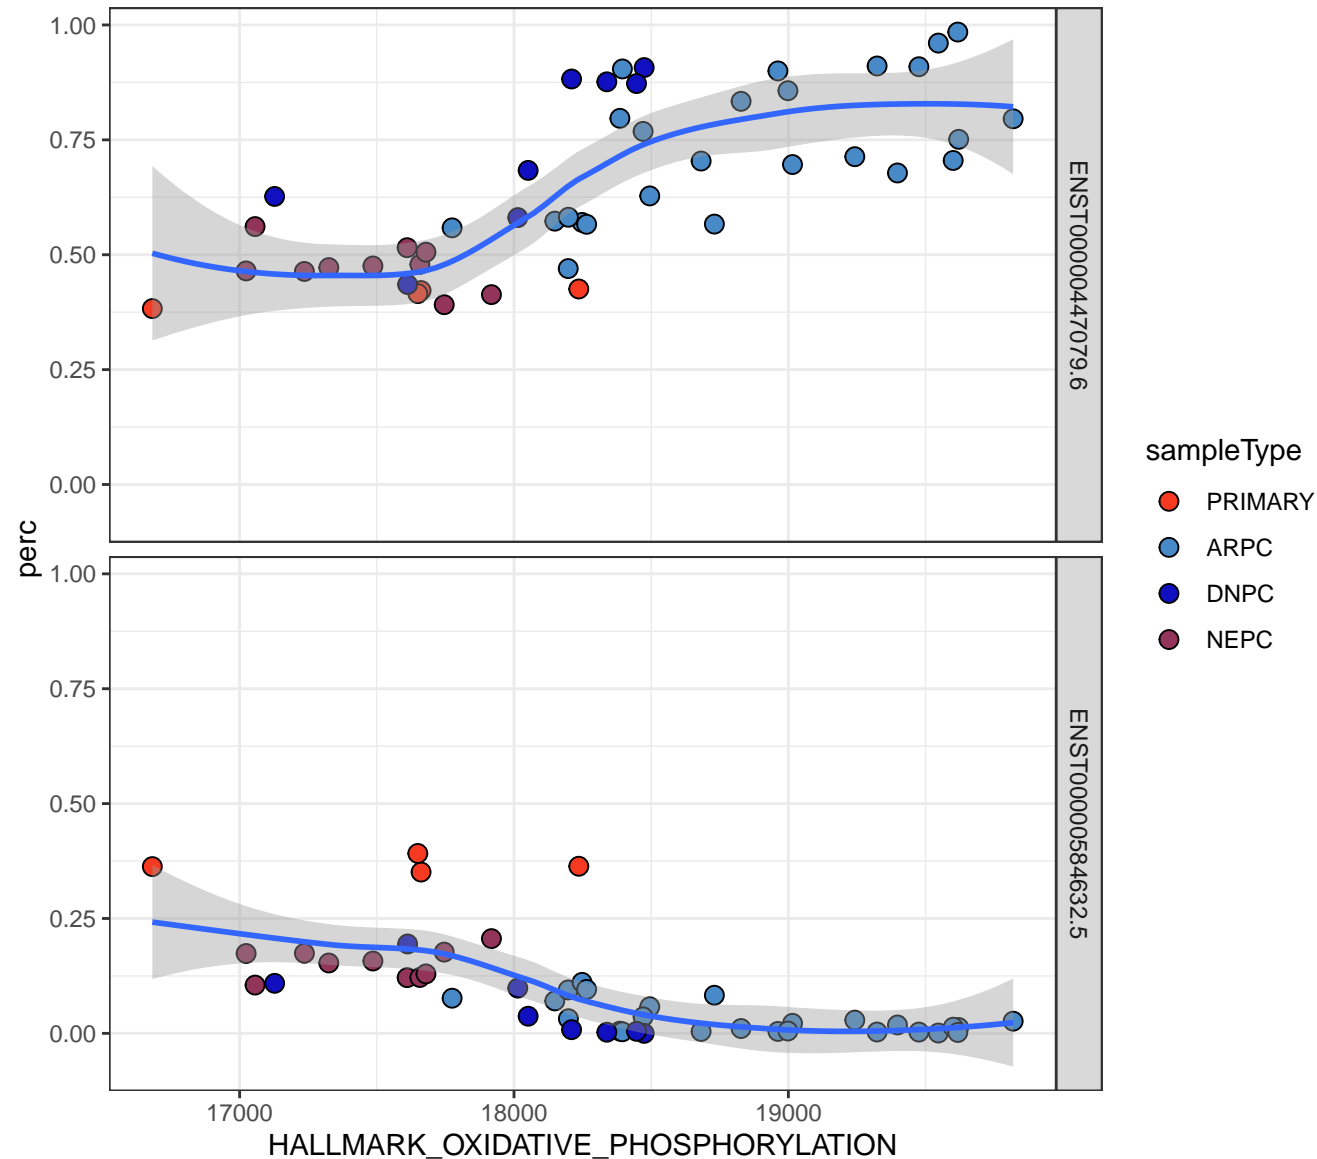 1.00
0.75
0.50
0.25
0.00
ENST00000447079.6
perc
1.00
0.75
0.50
0.25
0.00
ENST00000584632.5
17000 18000 19000
HALLMARK_OXIDATIVE_PHOSPHORYLATION
sampleType
PRIMARY
ARPC
DNPC
NEPC